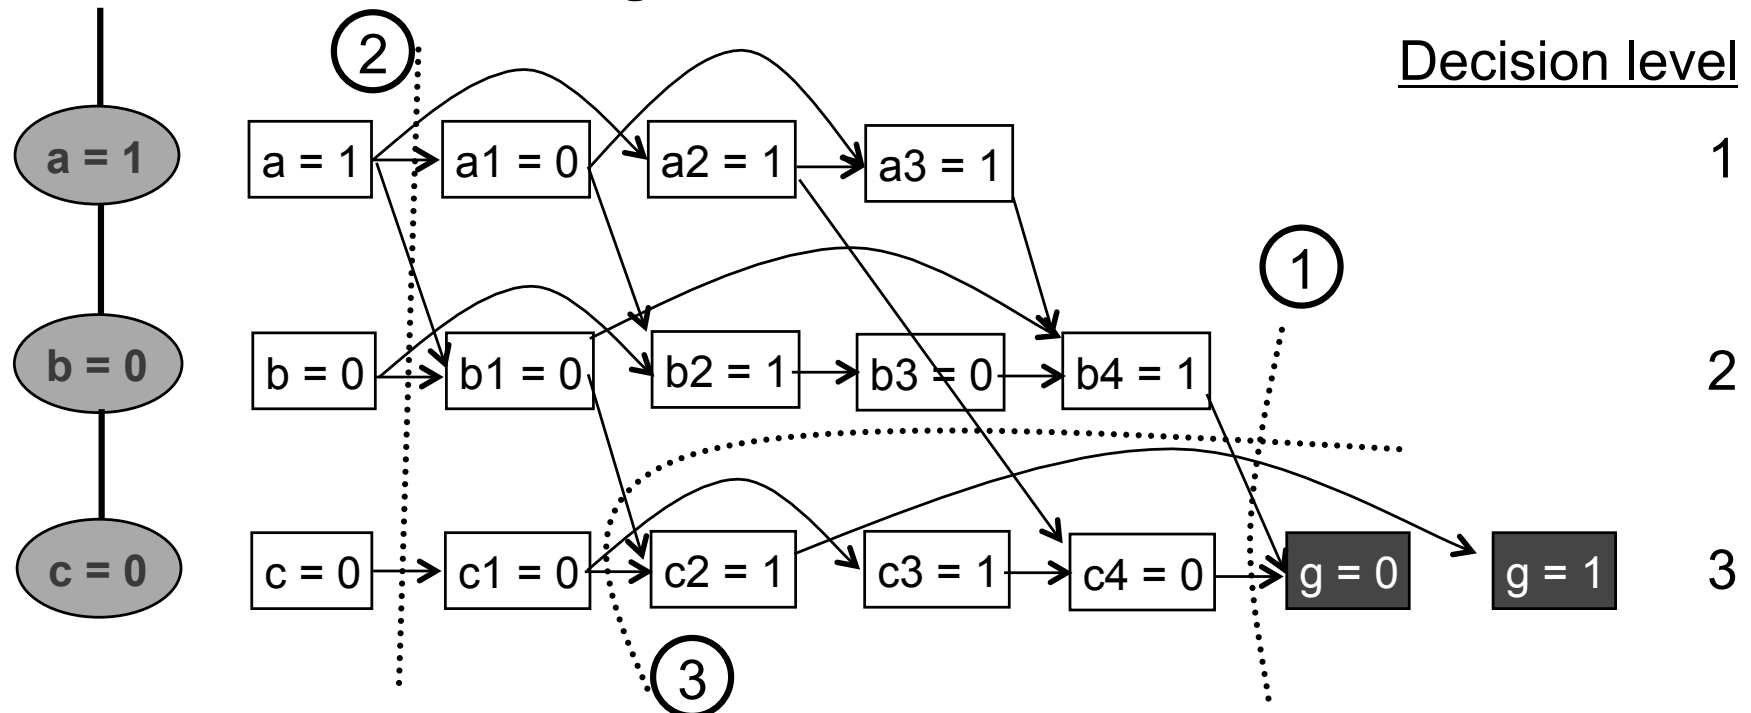 2
Decision level
a = 1
a = 1
a1 = 0
a2 = 1
a3 = 1
1
1
b = 0
b = 0
b1 = 0
b2 = 1
b3 = 0
b4 = 1
2
c = 0
c = 0
c1 = 0
c2 = 1
c3 = 1
c4 = 0
g = 0
g = 1
3
3